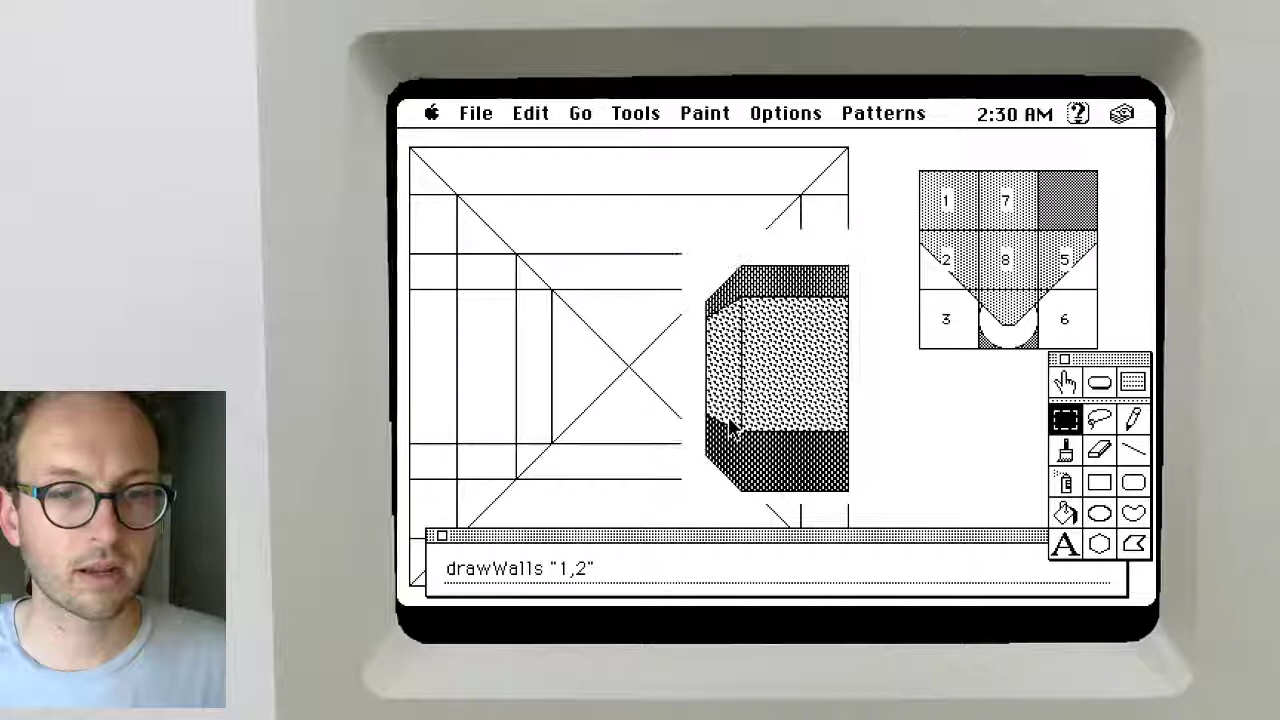 File Edit Go Tools Paint Options Patterns 2:30 AM ?
1 7
2 8 5
3 6
A
drawWalls "1,2"